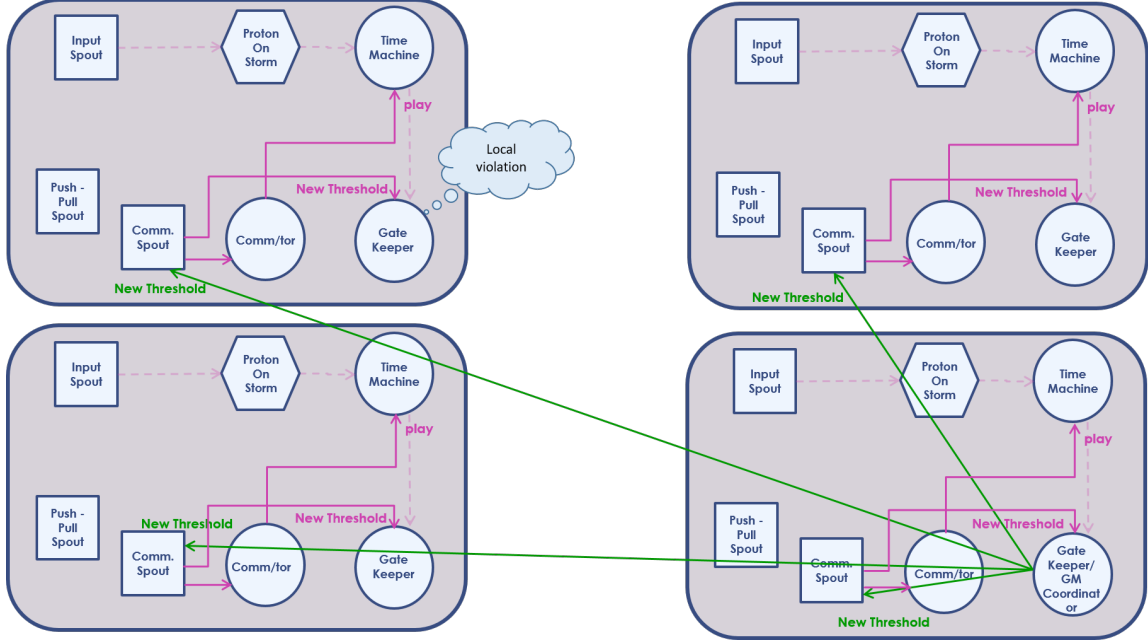 Input
Spout
Proton
On
Storm
Time
Machine
play
Local
violation
Push -
Pull
Spout
New Threshold
Comm.
Spout
Comm/tor
Gate
Keeper
New Threshold
Input
Spout
Proton
On
Storm
Time
Machine
play
Push -
Pull
Spout
New Threshold
Comm.
Spout
Comm/tor
Gate
Keeper
New Threshold
Input
Spout
Proton
On
Storm
Time
Machine
play
Push -
Pull
Spout
New Threshold
New Threshold
Comm.
Spout
Comm/tor
Gate
Keeper
Input
Spout
Proton
On
Storm
Time
Machine
play
Push -
Pull
Spout
New Threshold
Comm.
Spout
Comm/tor
Gate
Keeper/
GM
Coordinat
or
New Threshold